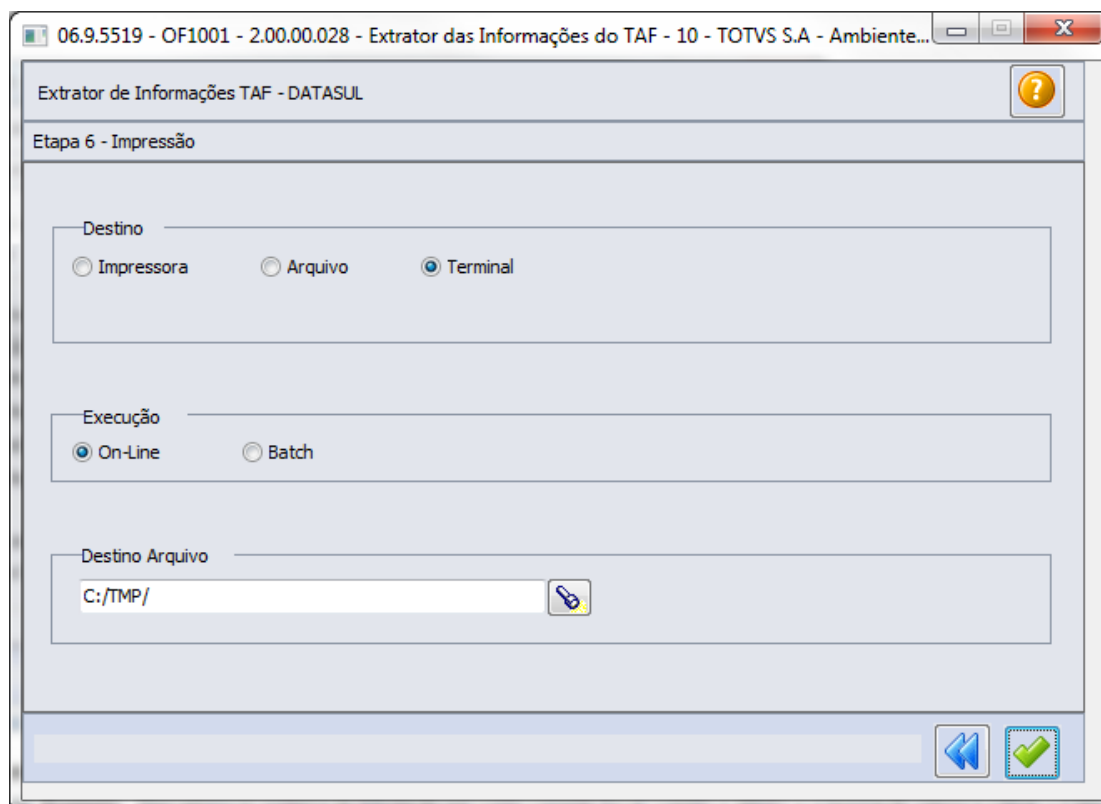 06.9.5519 - OF1001 - 2.00.00.028 - Extrator das Informações do TAF - 10 - TOTVS S.A - Ambiente...
Extrator de Informações TAF - DATASUL
?
Etapa 6 - Impressão
Destino
Impressora Arquivo Terminal
Execução
On-Line Batch
Destino Arquivo
C:/TMP/